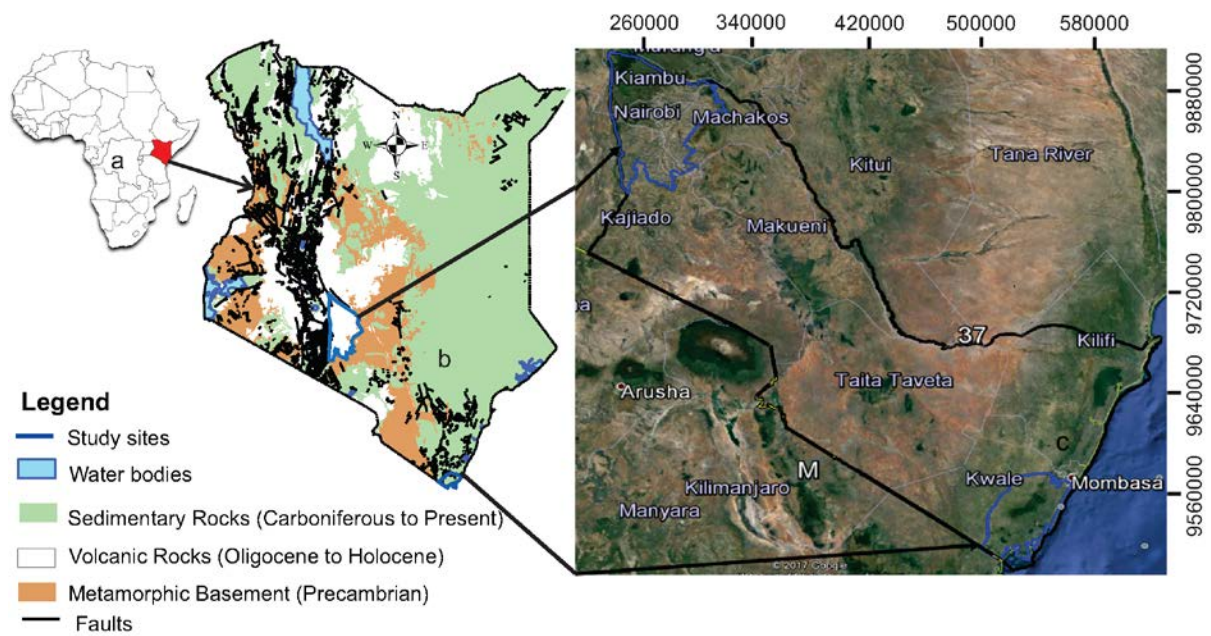 260000 340000 420000 500000 580000
9880000
9800000
9720000
9640000
9560000
a
N
W E
S
b
Legend
Study sites
Water bodies
Sedimentary Rocks (Carboniferous to Present)
Volcanic Rocks (Oligocene to Holocene)
Metamorphic Basement (Precambrian)
Faults
Kiambu
Nairobi
Machakos
Kitui
Tana River
Kajiado
Makueni
37
Kilifi
Taita Taveta
Arusha
c
M
Kwale
Mombasa
Kilimanjaro
Manyara
© 2017 Google